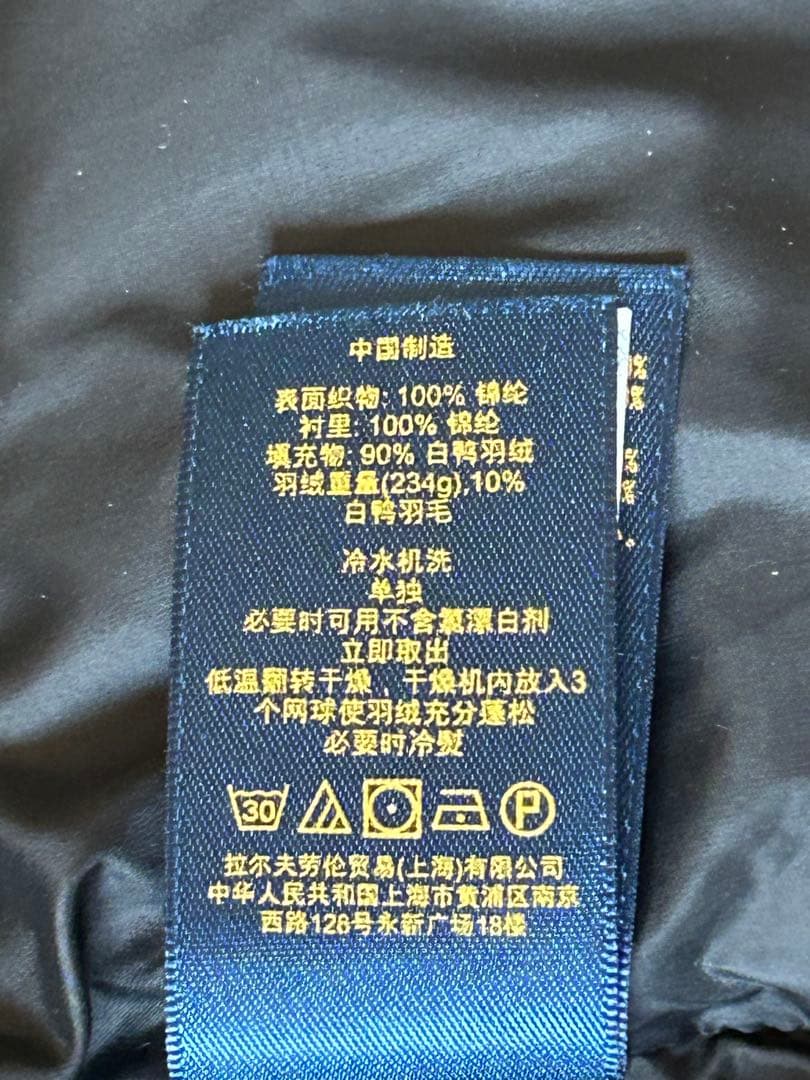 中国制造
表面织物: 100% 锦纶
衬里: 100% 锦纶
填充物: 90% 白鸭羽绒
羽绒重量(234g),10%
白鸭羽毛
冷水机洗
单独
必要时可用不含氯漂白剂
立即取出
低温翻转干燥，干燥机内放入3
个网球使羽绒充分蓬松
必要时冷熨
30 P
拉尔夫劳伦贸易(上海)有限公司
中华人民共和国上海市黄浦区南京
西路128号永新广场18楼
%
%
%
%